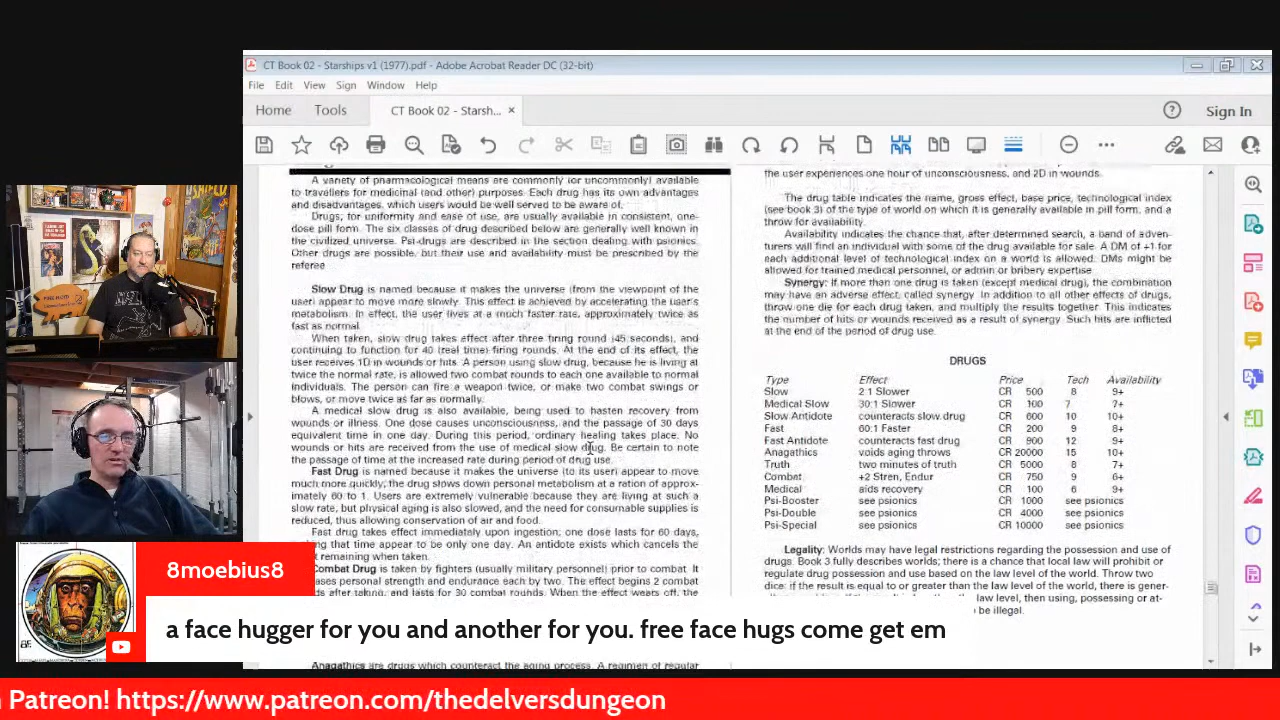 CT Book 02 - Starships v1 (1977).pdf - Adobe Acrobat Reader DC (32-bit)
File Edit View Sign Window Help
Home Tools CT Book 02 - Starsh... × Sign In
A variety of pharmacological means are commonly (or uncommonly) available
to travellers for medicinal (and other) purposes. Each drug has its own advantages
and disadvantages, which users would be well served to be aware of.
Drugs, for uniformity and ease of use, are usually available in consistent, one-
dose pill form. The six classes of drug described below are generally well known in
the civilized universe. Psi-drugs are described in the section dealing with psionics.
Other drugs are possible, but their use and availability must be prescribed by the
referee
Slow Drug is named because it makes the universe (from the viewpoint of the
user) appear to move more slowly. This effect is achieved by accelerating the user's
metabolism. In effect, the user lives at a much faster rate, approximately twice as
fast as normal.
When taken, slow drug takes effect after three firing round (45 seconds), and
continuing to function for 40 (real time) firing rounds. At the end of its effect, the
user receives 1D in wounds or hits. A person using slow drug, because he is living at
twice the normal rate, is allowed two combat rounds to each one available to normal
individuals. The person can fire a weapon twice, or make two combat swings or
blows, or move twice as far as normally.
A medical slow drug is also available, being used to hasten recovery from
wounds or illness. One dose causes unconsciousness, and the passage of 30 days
equivalent time in one day. During this period, ordinary healing takes place. No
wounds or hits are received from the use of medical slow drug. Be certain to note
the passage of time at the increased rate during period of drug use.
Fast Drug is named because it makes the universe (to its user) appear to move
much more quickly; the drug slows down personal metabolism at a ration of approx-
imately 60 to 1. Users are extremely vulnerable because they are living at such a
slow rate, but physical aging is also slowed, and the need for consumable supplies is
reduced, thus allowing conservation of air and food.
Fast drug takes effect immediately upon ingestion; one dose lasts for 60 days,
that time appear to be only one day. An antidote exists which cancels the
remaining when taken.
Combat Drug is taken by fighters (usually military personnel) prior to combat. It
ases personal strength and endurance each by two. The effect begins 2 combat
ds after taking, and lasts for 30 combat rounds. When the effect wears off, the
Anagathics are drugs which counteract the aging process. A regimen of regular
the user experiences one hour of unconsciousness, and 2D in wounds.
The drug table indicates the name, gross effect, base price, technological index
(see book 3) of the type of world on which it is generally available in pill form, and a
throw for availability.
Availability indicates the chance that, after determined search, a band of adven-
turers will find an individual with some of the drug available for sale. A DM of +1 for
each additional level of technological index on a world is allowed. DMs might be
allowed for trained medical personnel, or admin or bribery expertise
Synergy: If more than one drug is taken (except medical drug), the combination
may have an adverse effect, called synergy. In addition to all other effects of drugs,
throw one die for each drug taken, and multiply the results together. This indicates
the number of hits or wounds received as a result of synergy. Such hits are inflicted
at the end of the period of drug use.
DRUGS
Type Effect Price Tech Availability
Slow 2:1 Slower CR 500 8 9+
Medical Slow 30:1 Slower CR 100 7 7+
Slow Antidote counteracts slow drug CR 600 10 10+
Fast 60:1 Faster CR 200 9 8+
Fast Antidote counteracts fast drug CR 900 12 9+
Anagathics voids aging throws CR 20000 15 10+
Truth two minutes of truth CR 5000 8 7+
Combat +2 Stren, Endur CR 750 9 6+
Medical aids recovery CR 100 6 9+
Psi-Booster see psionics CR 1000 see psionics
Psi-Double see psionics CR 4000 see psionics
Psi-Special see psionics CR 10000 see psionics
Legality: Worlds may have legal restrictions regarding the possession and use of
drugs. Book 3 fully describes worlds; there is a chance that local law will prohibit or
regulate drug possession and use based on the law level of the world. Throw two
dice; if the result is equal to or greater than the law level of the world, there is gener-
law level, then using, possessing or at-
be illegal.
8moebius8
a face hugger for you and another for you. free face hugs come get em
Patreon! https://www.patreon.com/thedelversdungeon